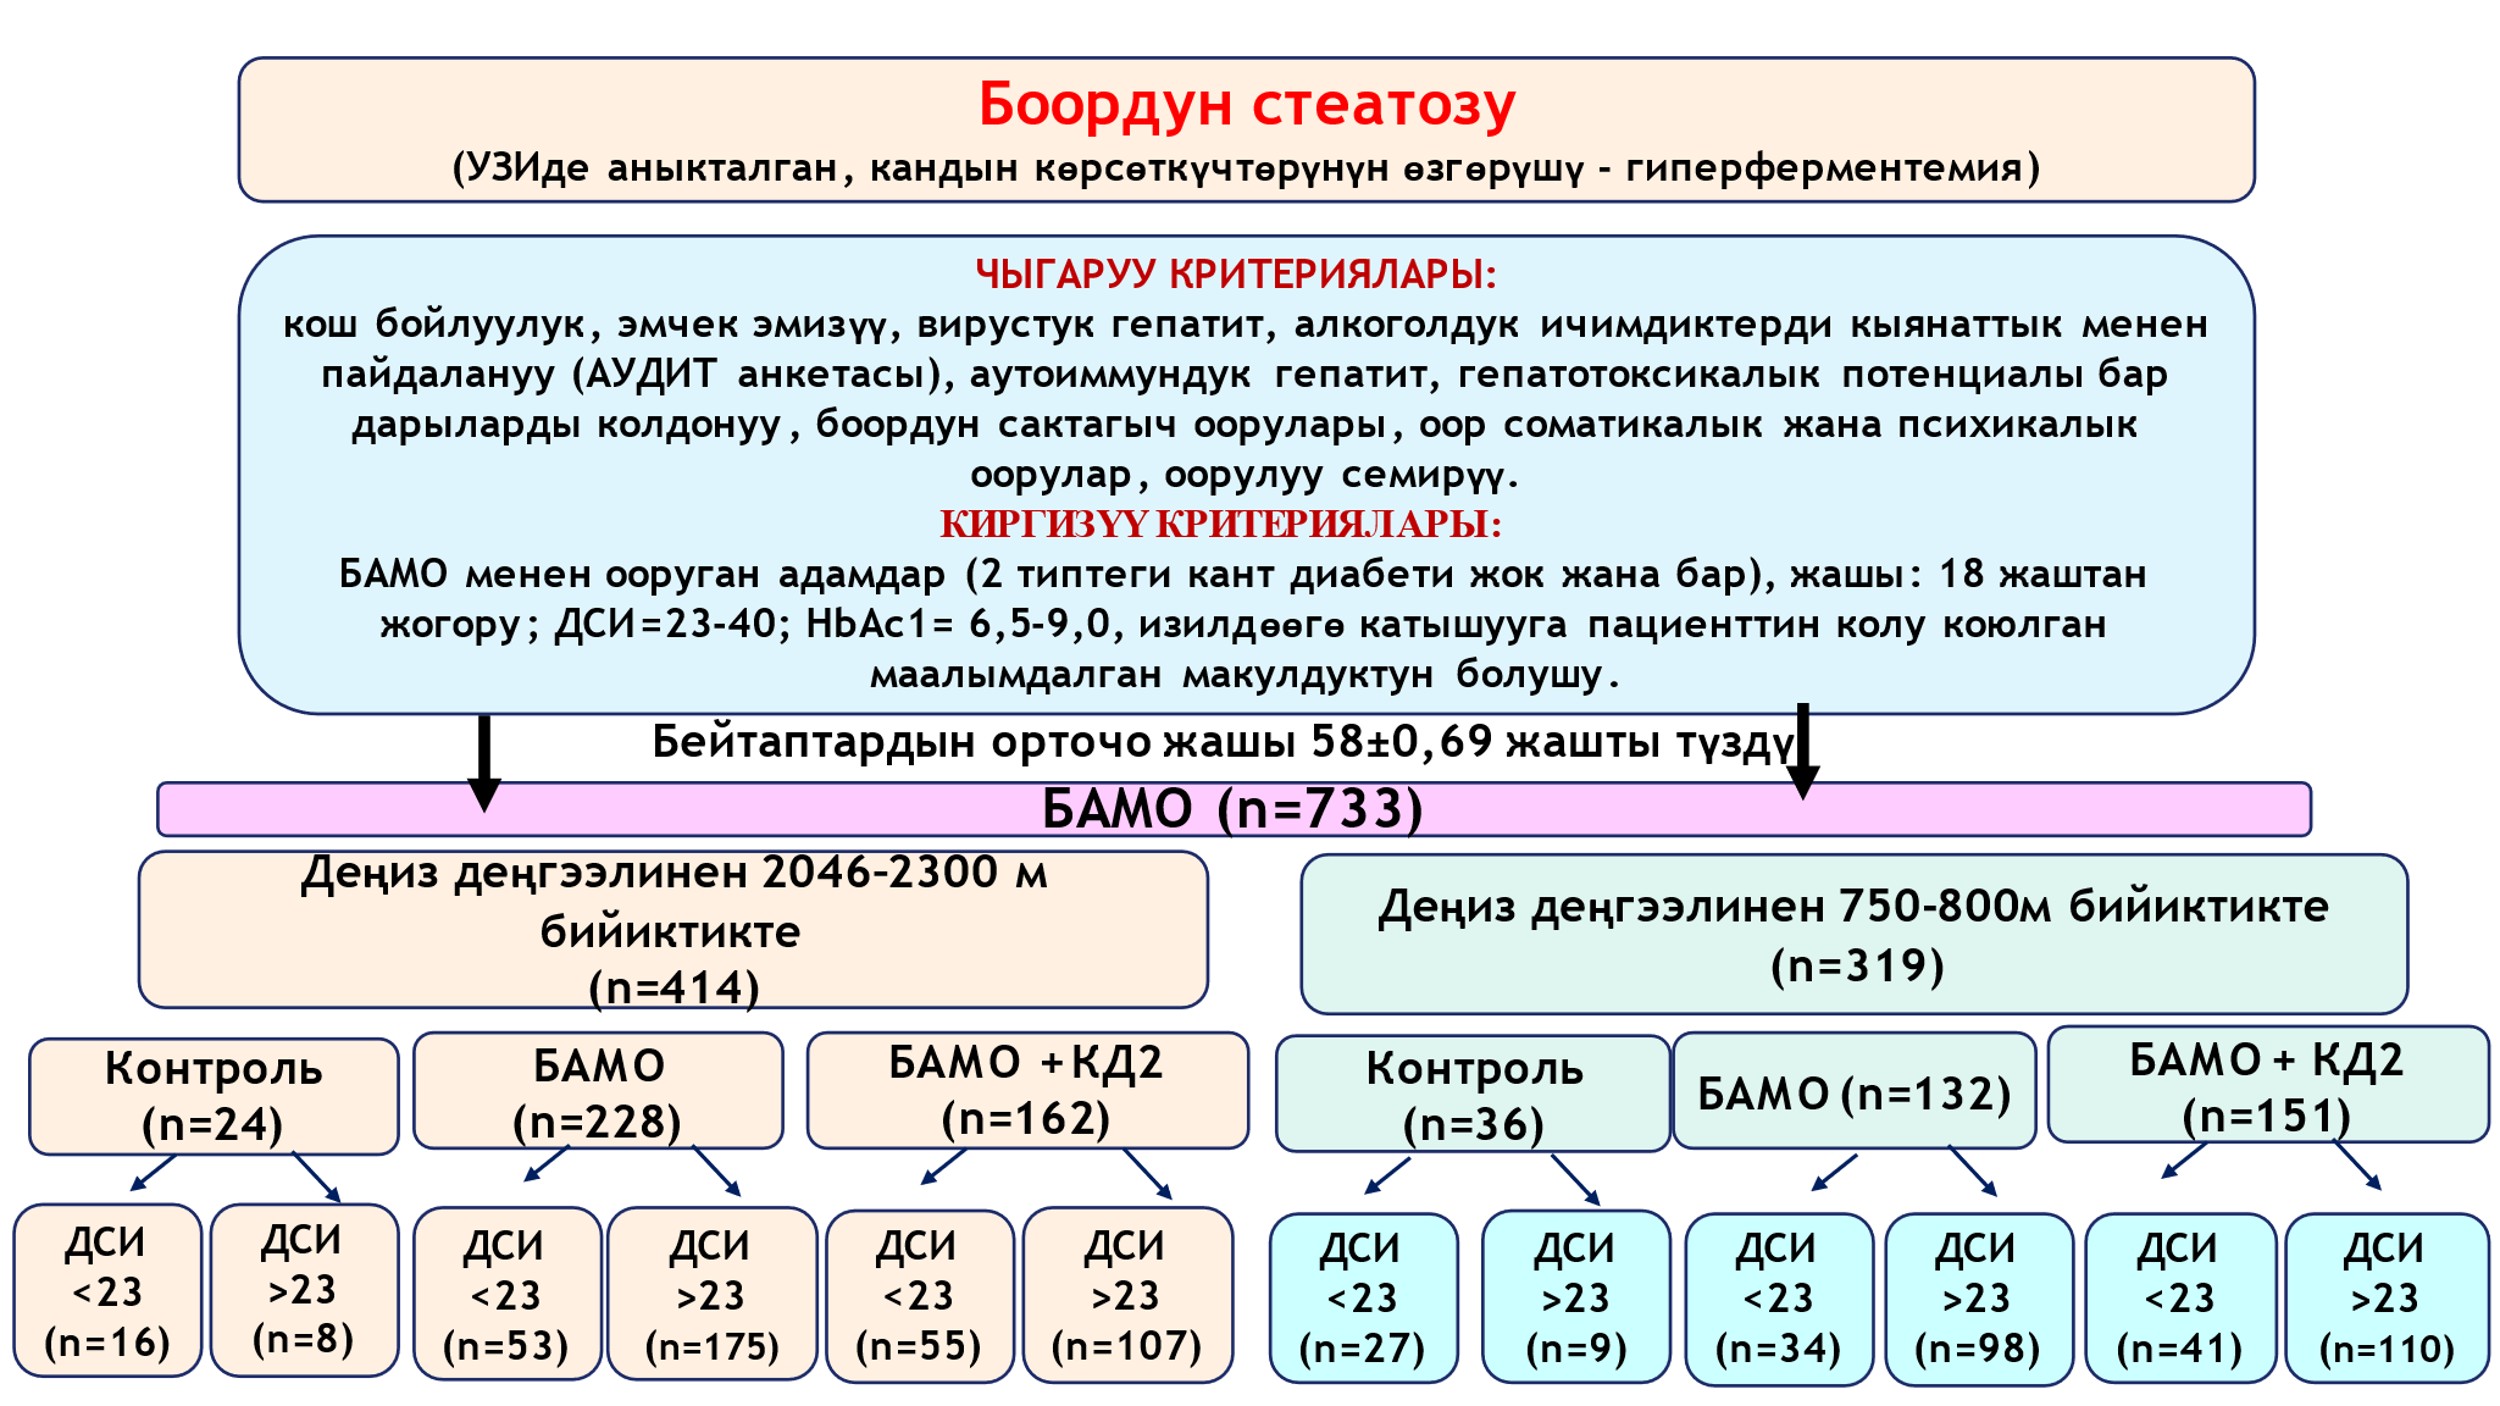 Боордун стеатозу
(УЗИде аныкталган, кандын көрсөткүчтөрүнүн өзгөрүшү - гиперферментемия)
ЧЫГАРУУ КРИТЕРИЯЛАРЫ:
кош бойлуулук, эмчек эмизүү, вирустук гепатит, алкоголдук ичимдиктерди кыянаттык менен
пайдалануу (АУДИТ анкетасы), аутоиммундук гепатит, гепатотоксикалык потенциалы бар
дарыларды колдонуу, боордун сактагыч оорулары, оор соматикалык жана психикалык
оорулар, оорулуу семирүү.
КИРГИЗҮҮ КРИТЕРИЯЛАРЫ:
БАМО менен ооруган адамдар (2 типтеги кант диабети жок жана бар), жашы: 18 жаштан
жогору; ДСИ=23-40; HbAc1= 6,5-9,0, изилдөөгө катышууга пациенттин колу коюлган
маалымдалган макулдуктун болушу.
Бейтаптардын орточо жашы 58±0,69 жашты түздү
БАМО (n=733)
Деңиз деңгээлинен 2046-2300 м
бийиктикте
(n=414)
Деңиз деңгээлинен 750-800м бийиктикте
(n=319)
Контроль
(n=24)
БАМО
(n=228)
БАМО +КД2
(n=162)
Контроль
(n=36)
БАМО (n=132)
БАМО + КД2
(n=151)
ДСИ
<23
(n=16)
ДСИ
>23
(n=8)
ДСИ
<23
(n=53)
ДСИ
>23
(n=175)
ДСИ
<23
(n=55)
ДСИ
>23
(n=107)
ДСИ
<23
(n=27)
ДСИ
>23
(n=9)
ДСИ
<23
(n=34)
ДСИ
>23
(n=98)
ДСИ
<23
(n=41)
ДСИ
>23
(n=110)